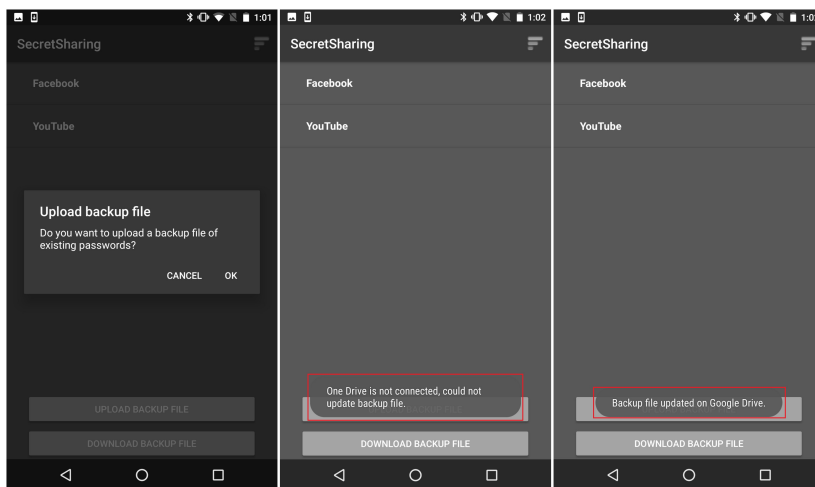 1:01
SecretSharing
Facebook
YouTube
Upload backup file
Do you want to upload a backup file of
existing passwords?
CANCEL OK
UPLOAD BACKUP FILE
DOWNLOAD BACKUP FILE
1:02
SecretSharing
Facebook
YouTube
One Drive is not connected, could not
update backup file.
DOWNLOAD BACKUP FILE
SecretSharing
Facebook
YouTube
Backup file updated on Google Drive.
DOWNLOAD BACKUP FILE